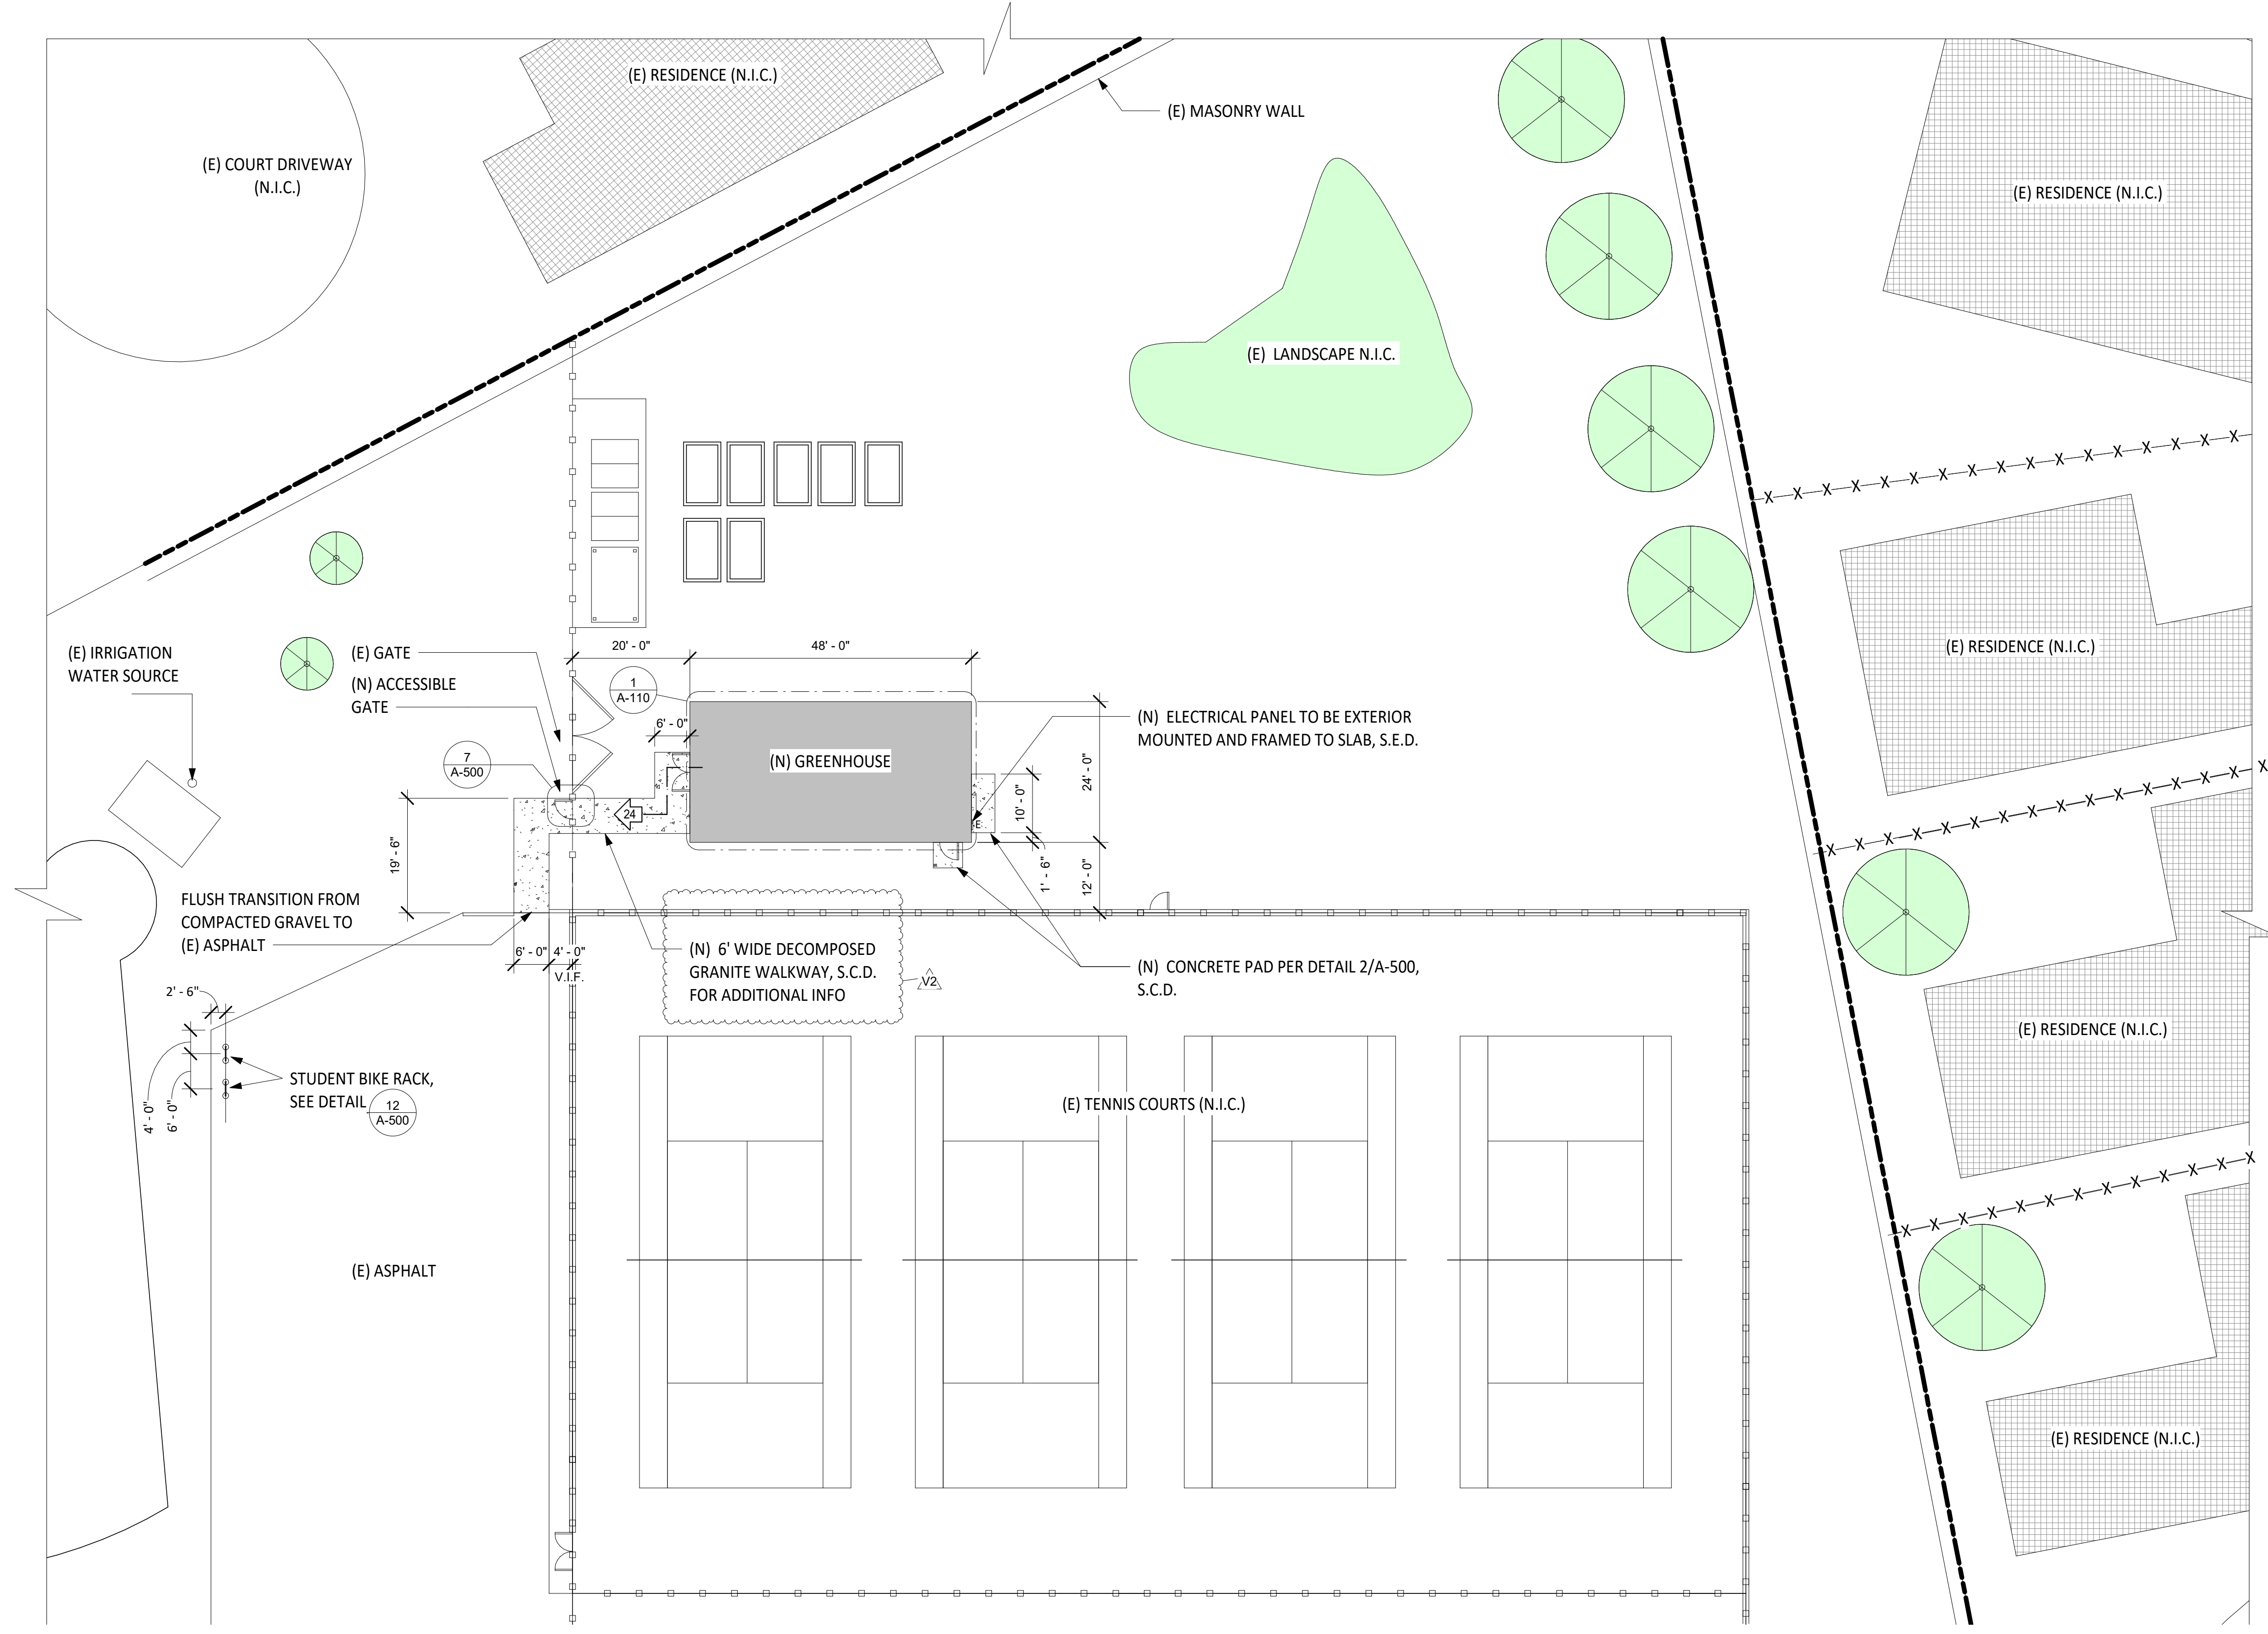 (E) RESIDENCE (N.I.C.)
(E) MASONRY WALL
(E) COURT DRIVEWAY
(N.I.C.)
(E) RESIDENCE (N.I.C.)
(E)  LANDSCAPE N.I.C.
(E) IRRIGATION
WATER SOURCE
(E) GATE
(N) ACCESSIBLE
GATE
20' - 0"
48' - 0"
1
A-110
6' - 0"
7
A-500
(N) GREENHOUSE
24
E
(N)  ELECTRICAL PANEL TO BE EXTERIOR
MOUNTED AND FRAMED TO SLAB, S.E.D.
24' - 0"
10' - 0"
1' - 6"
12' - 0"
19' - 6"
(E) RESIDENCE (N.I.C.)
FLUSH TRANSITION FROM
COMPACTED GRAVEL TO
(E) ASPHALT
6' - 0"
4' - 0"
V.I.F.
(N)  6' WIDE DECOMPOSED
GRANITE WALKWAY, S.C.D.
FOR ADDITIONAL INFO
V2
(N)  CONCRETE PAD PER DETAIL 2/A-500,
S.C.D.
2' - 6"
4' - 0"
6' - 0"
STUDENT BIKE RACK,
SEE DETAIL
12
A-500
(E) TENNIS COURTS (N.I.C.)
(E) RESIDENCE (N.I.C.)
(E) ASPHALT
(E) RESIDENCE (N.I.C.)